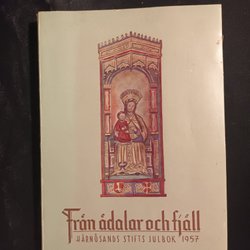 Från ådalar och fjäll
HÄRNÖSANDS STIFTS JULBOK 1957